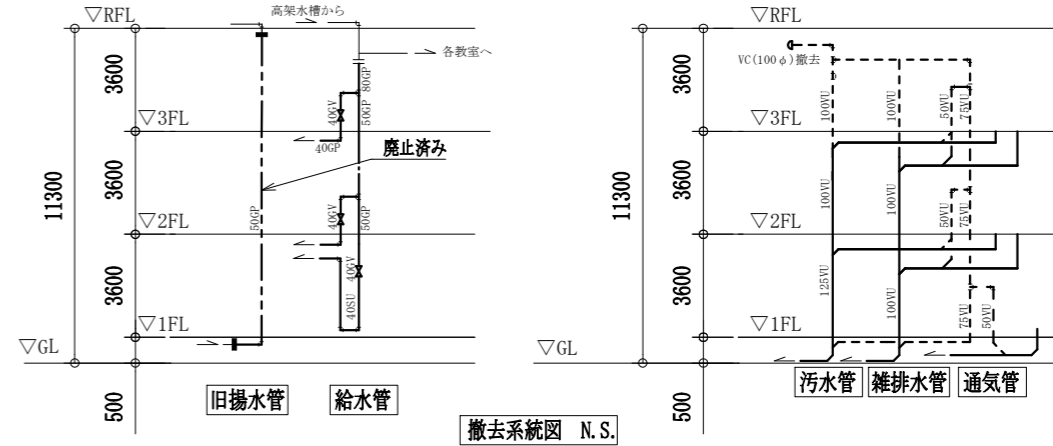 ▽RFL
高架水槽から
各教室へ
3600
80GP
40GV
50GP
▽3FL
40GP
廃止済み
11300
3600
50GP
40GV
50GP
▽2FL
40GV
3600
40SU
▽1FL
▽GL
500
旧揚水管
給水管
▽RFL
VC(100φ)撤去
3600
100VU
100VU
50VU
75VU
▽3FL
11300
3600
100VU
100VU
50VU
75VU
▽2FL
3600
125VU
100VU
75VU
50VU
▽1FL
▽GL
500
汚水管
雑排水管
通気管
撤去系統図 N.S.